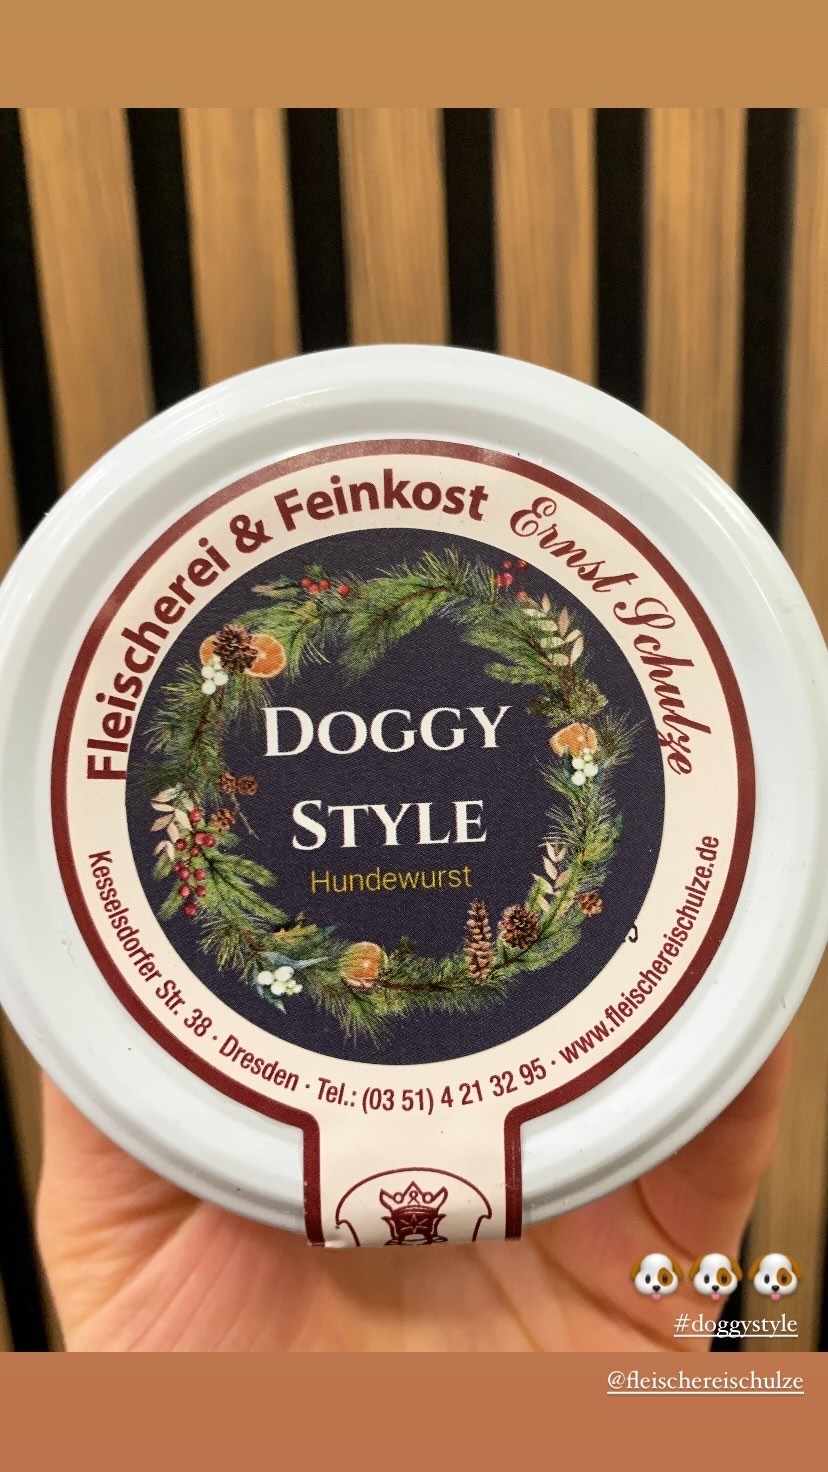 Fleischerei & Feinkost Ernst Schulze
DOGGY
STYLE
Hundewurst
Kesselsdorfer Str. 38 · Dresden · Tel.: (03 51) 4 21 32 95 · www.fleischereischulze.de
#doggystyle
@fleischereischulze